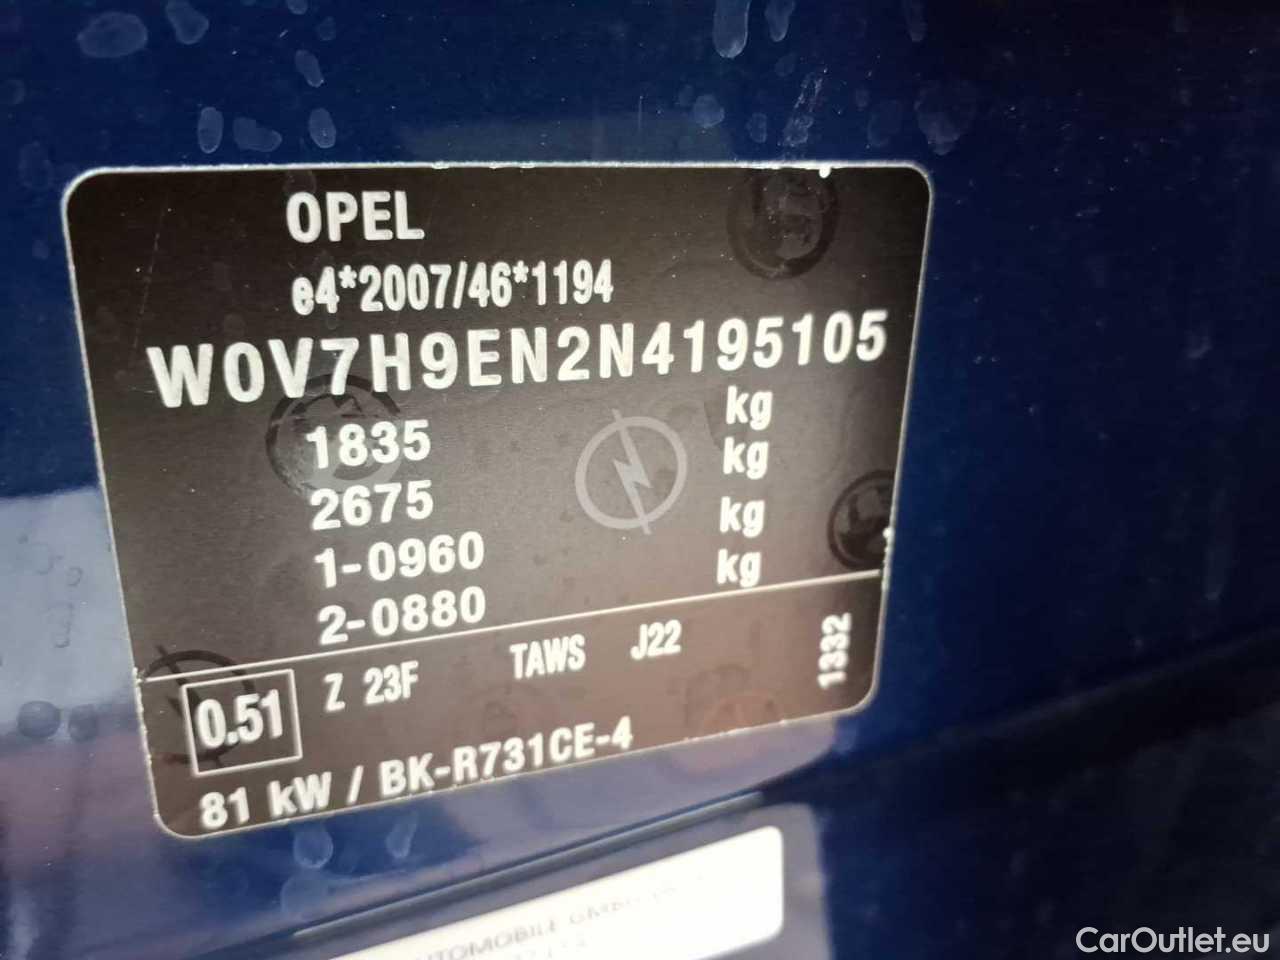 OPEL
e4*2007/46*1194
W0V7H9EN2N4195105
1835 kg
2675 kg
1-0960 kg
2-0880 kg
0.51 Z 23F TAWS J22 1332
81 kW / BK-R731CE-4
CarOutlet.eu